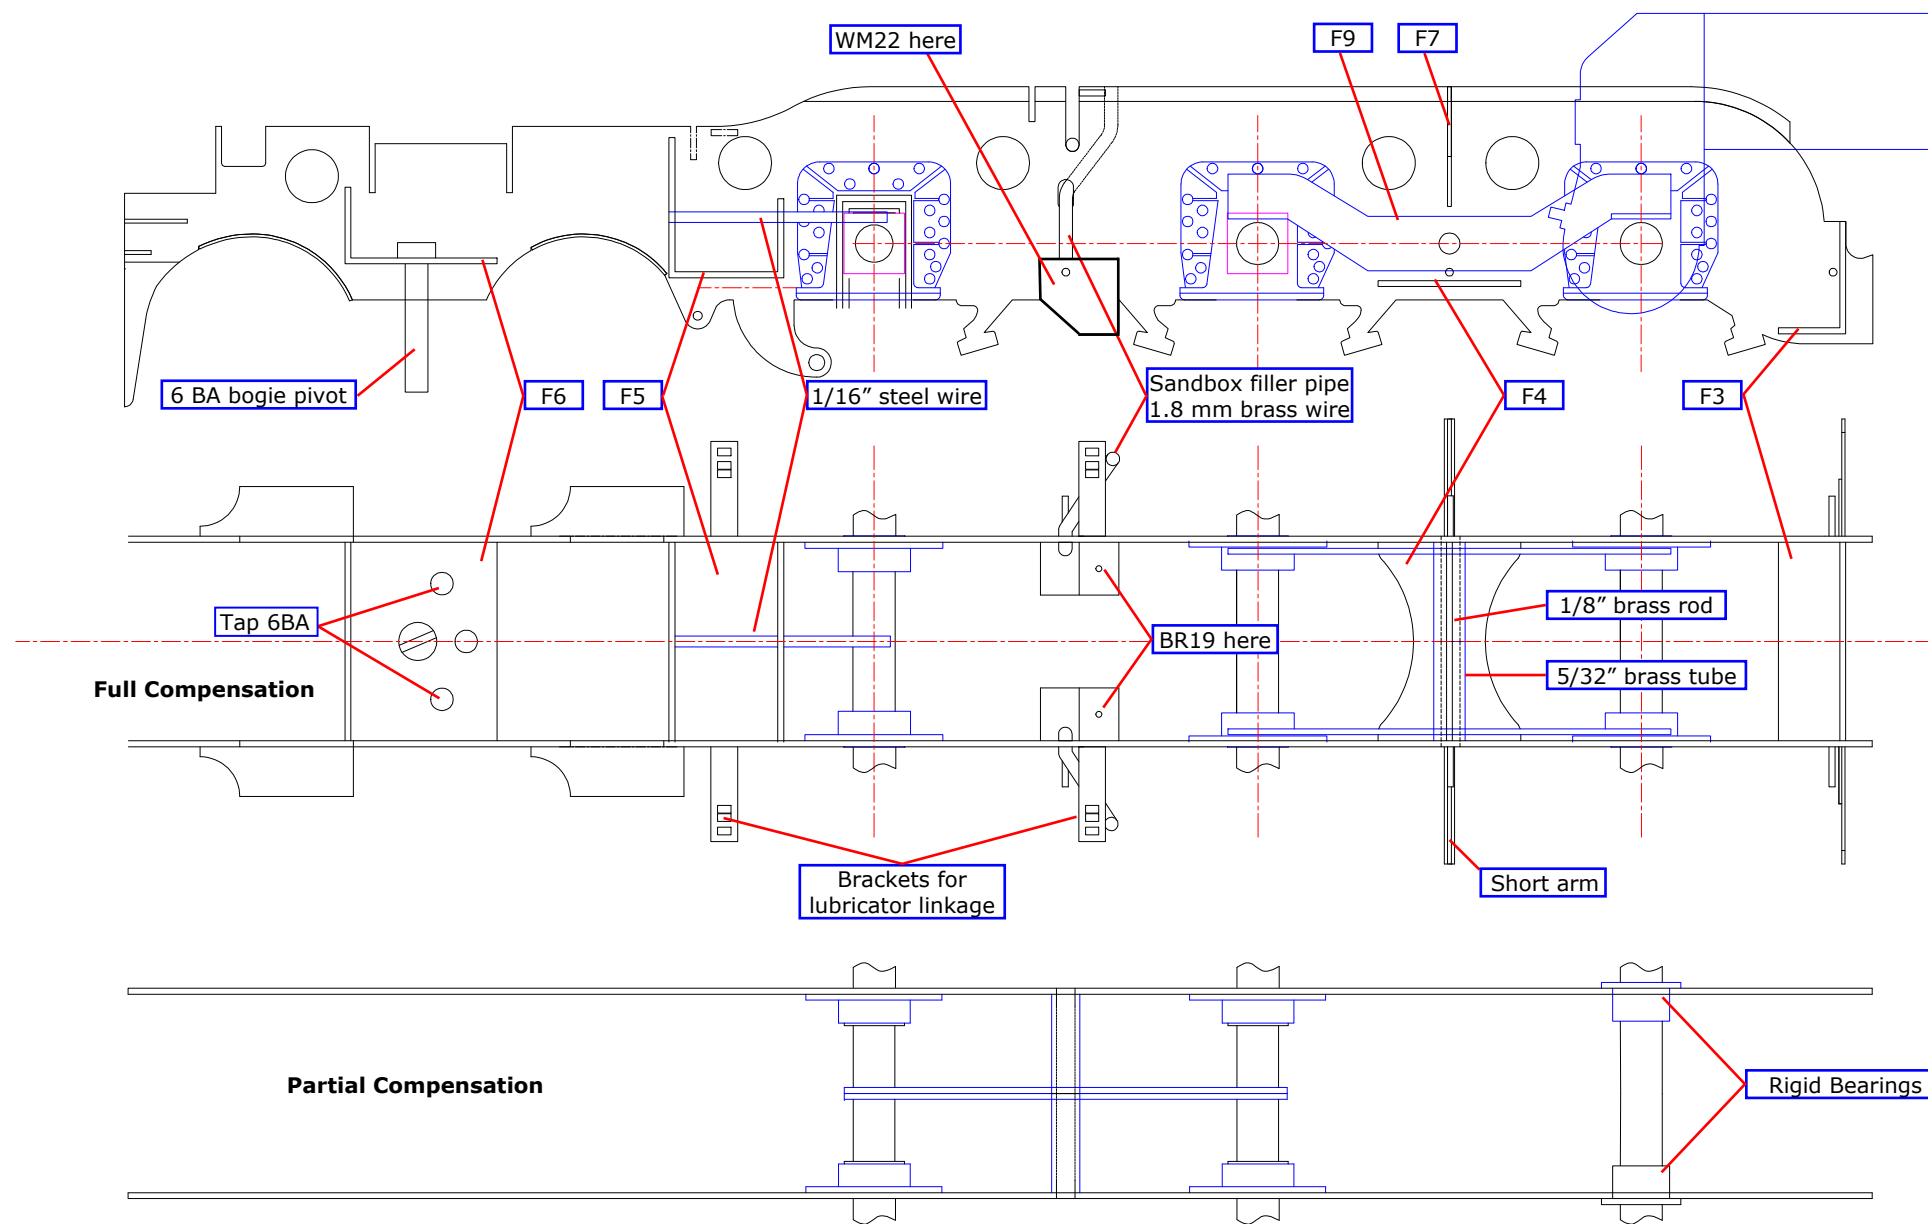 WM22 here
F9
F7
6 BA bogie pivot
F6
F5
1/16” steel wire
Sandbox filler pipe
1.8 mm brass wire
F4
F3
Tap 6BA
1/8” brass rod
BR19 here
5/32” brass tube
Full Compensation
Brackets for
lubricator linkage
Short arm
Partial Compensation
Rigid Bearings